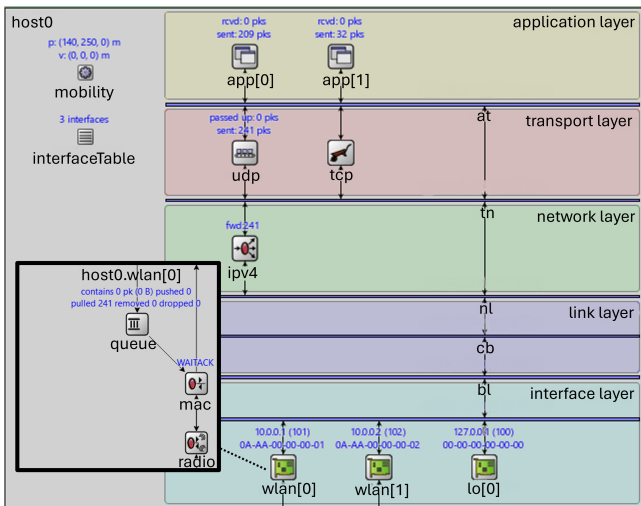 host0
p: (140, 250, 0) m
v: (0, 0, 0) m
mobility
3 interfaces
interfaceTable
application layer
rcvd: 0 pks
sent: 209 pks
app[0]
rcvd: 0 pks
sent: 32 pks
app[1]
at
transport layer
passed up: 0 pks
sent: 241 pks
udp
tcp
tn
network layer
fwd:241
ipv4
nl
link layer
cb
bl
interface layer
host0.wlan[0]
contains 0 pk (0 B) pushed 0
pulled 241 removed 0 dropped 0
queue
WAITACK
mac
radio
10.0.0.1 (101)
0A-AA-00-00-00-01
wlan[0]
10.0.0.2 (102)
0A-AA-00-00-00-02
wlan[1]
127.0.0.1 (100)
00-00-00-00-00-00
lo[0]